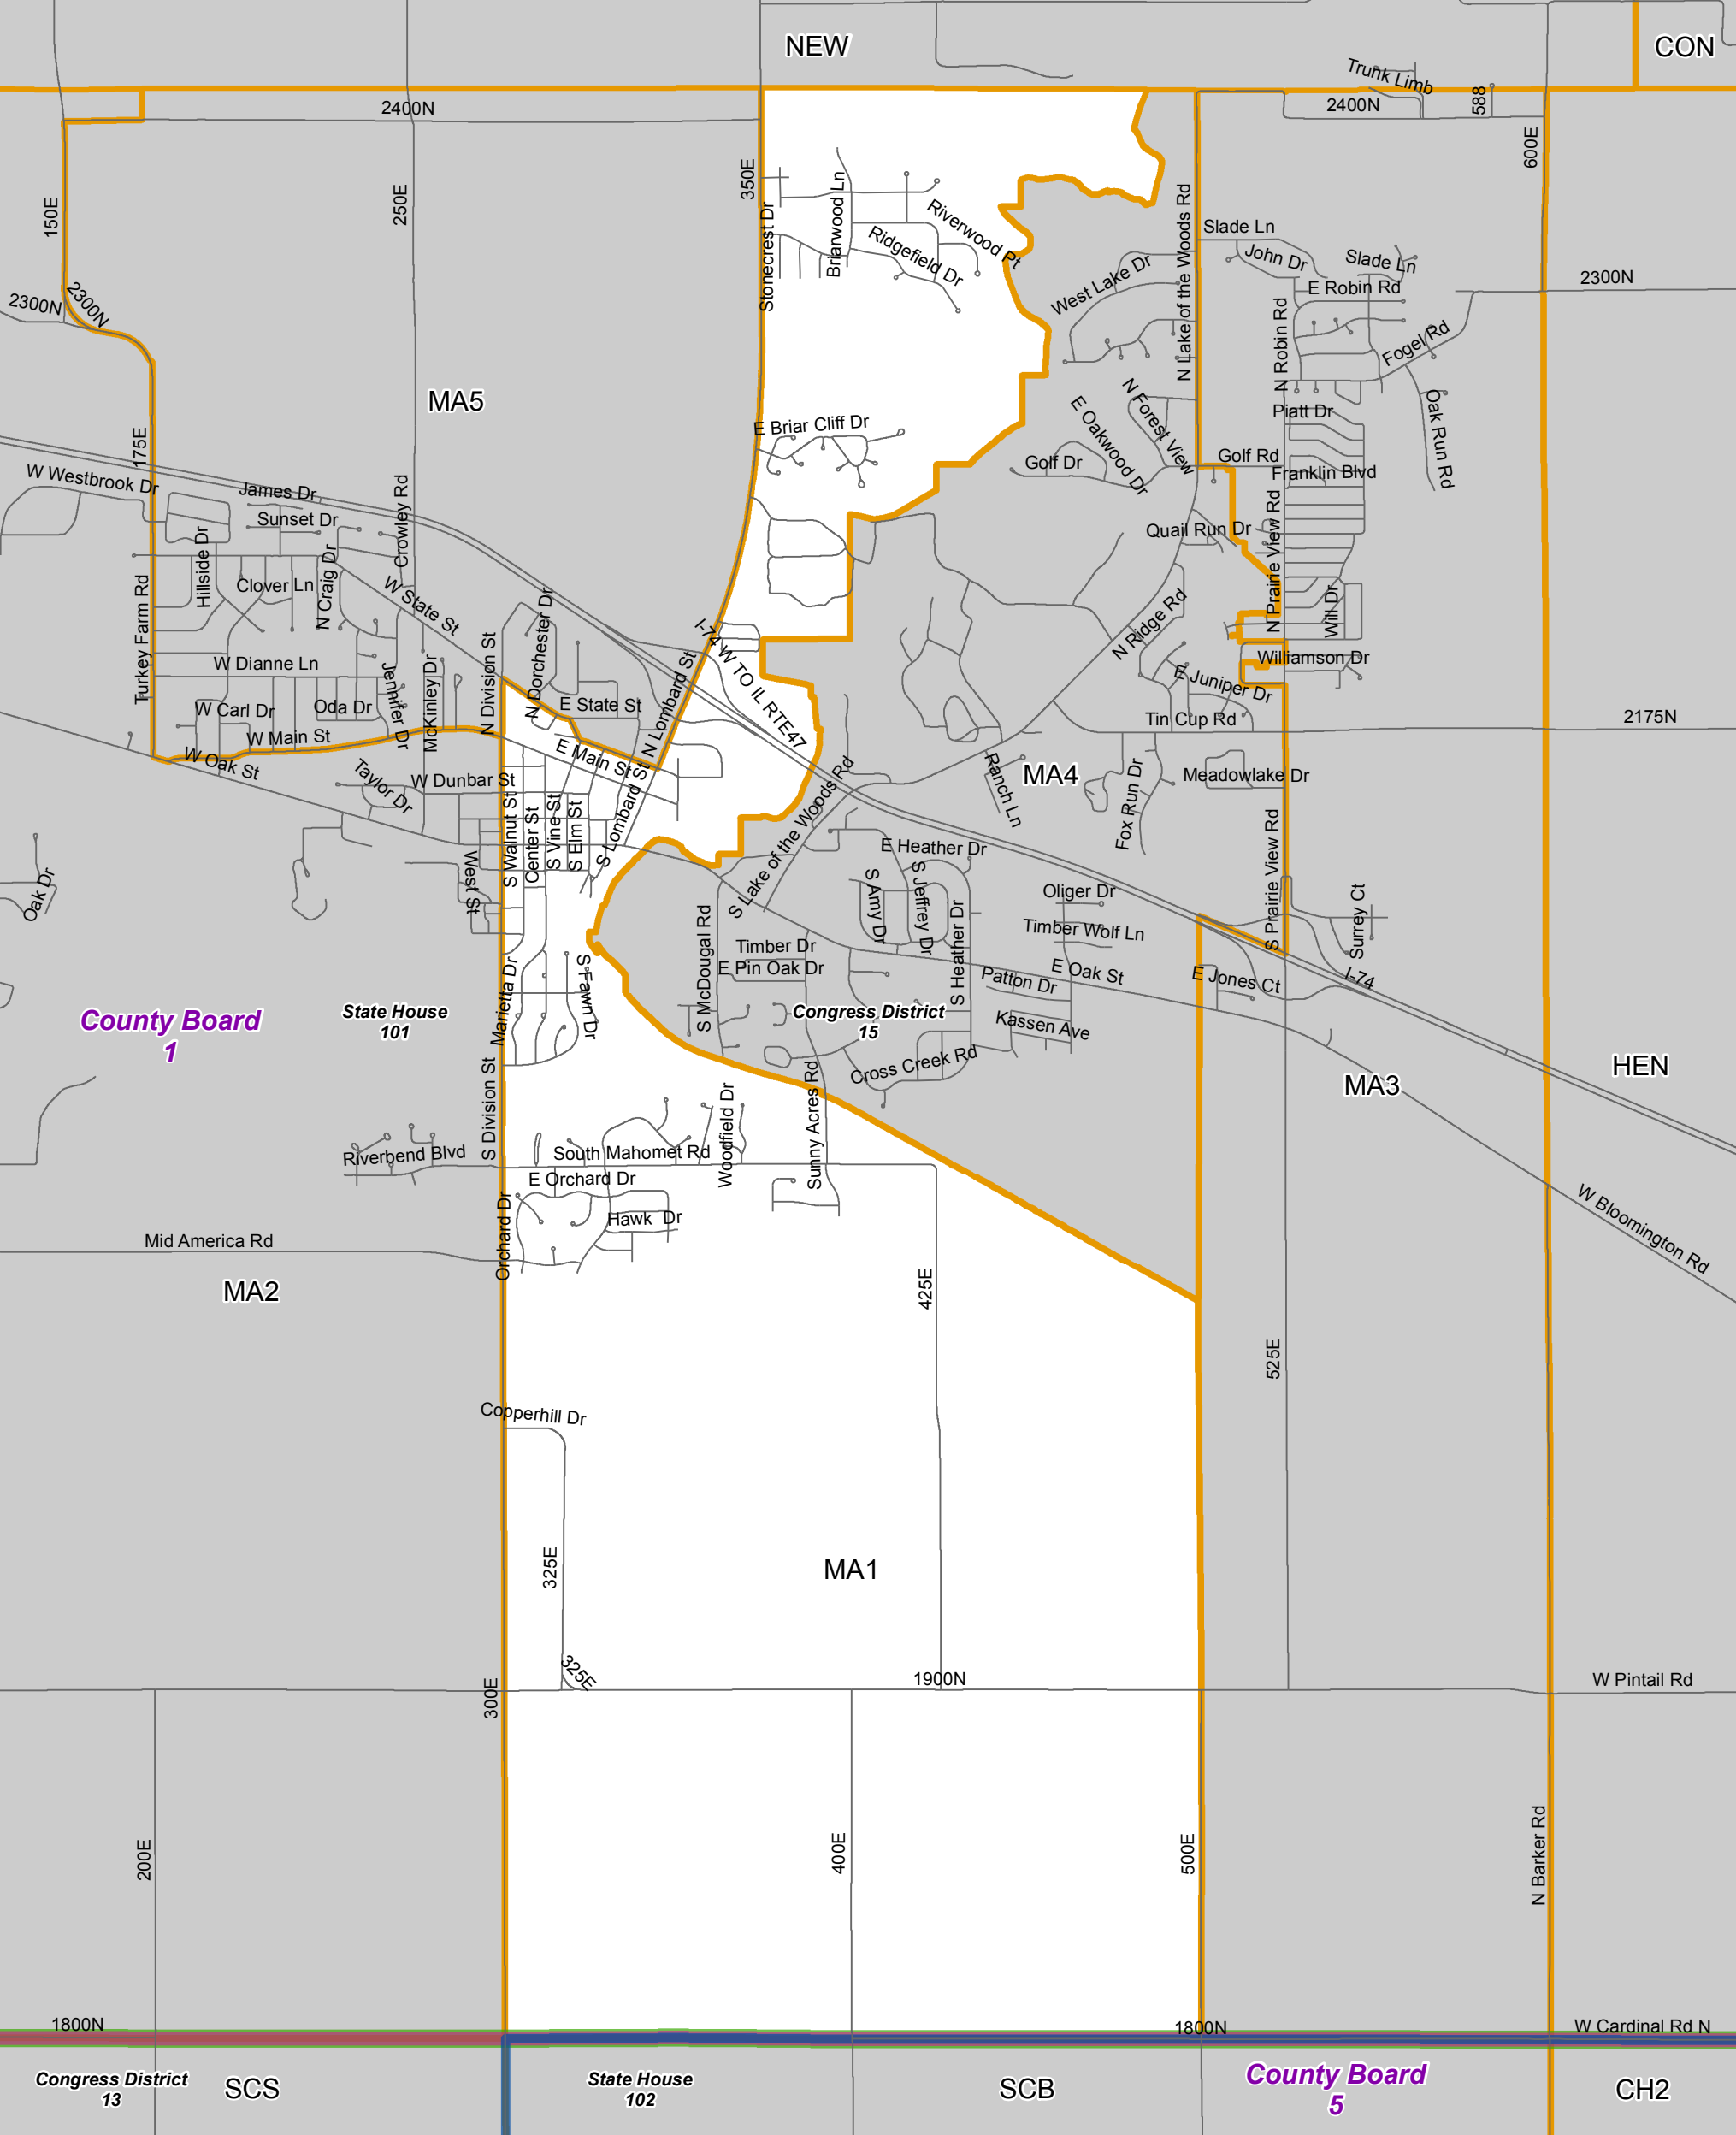 NEW
CON
Trunk Limb
2400N
2400N
588
600E
150E
250E
350E
Stonecrest Dr
Briarwood Ln
Riverwood Pt
Ridgefield Dr
N Lake of the Woods Rd
Slade Ln
John Dr
Slade Ln
E Robin Rd
2300N
West Lake Dr
2300N
2300N
N Robin Rd
Fogel Rd
MA5
E Briar Cliff Dr
N Forest View
E Oakwood Dr
Piatt Dr
Oak Run Rd
175E
W Westbrook Dr
James Dr
Golf Dr
Golf Rd
Franklin Blvd
Sunset Dr
Crowley Rd
Quail Run Dr
N Prairie View Rd
Hillside Dr
Clover Ln
N Craig Dr
W State St
N Dorchester Dr
N Ridge Rd
Will Dr
Turkey Farm Rd
I-74 W TO IL RTE47
W Dianne Ln
Jennifer Dr
McKinley Dr
N Division St
N Lombard St
Williamson Dr
E Juniper Dr
W Carl Dr
Oda Dr
E State St
Tin Cup Rd
2175N
W Main St
W Oak St
E Main St
Taylor Dr
W Dunbar St
Ranch Ln
MA4
Meadowlake Dr
Fox Run Dr
S Walnut St
Center St
S Vine St
S Elm St
S Lombard St
S Lake of the Woods Rd
E Heather Dr
S Prairie View Rd
West St
Oak Dr
S Amy Dr
S Jeffrey Dr
Oliger Dr
Surrey Ct
S McDougal Rd
Timber Dr
S Heather Dr
Timber Wolf Ln
E Pin Oak Dr
E Oak St
Patton Dr
E Jones Ct
I-74
Marietta Dr
S Fawn Dr
County Board
1
State House
101
Congress District
15
Kassen Ave
Cross Creek Rd
HEN
MA3
S Division St
Woodfield Dr
Sunny Acres Rd
Riverbend Blvd
South Mahomet Rd
E Orchard Dr
Orchard Dr
Hawk Dr
W Bloomington Rd
Mid America Rd
MA2
425E
525E
Copperhill Dr
325E
MA1
325E
300E
1900N
W Pintail Rd
200E
400E
500E
N Barker Rd
1800N
1800N
W Cardinal Rd N
Congress District
13
SCS
State House
102
SCB
County Board
5
CH2